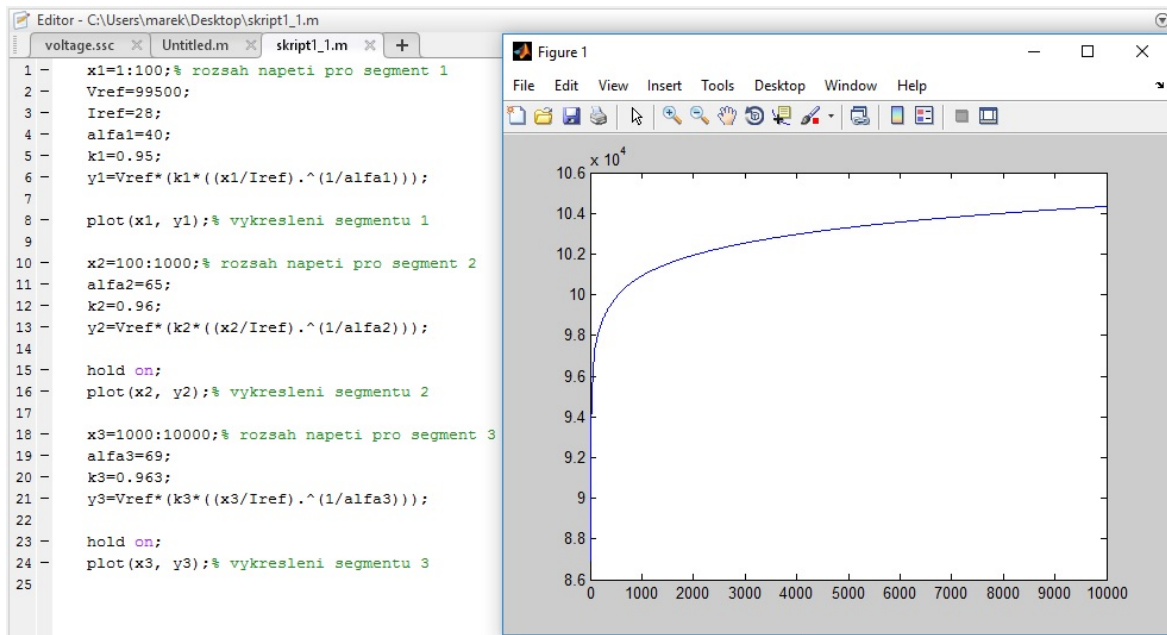 Editor - C:\Users\marek\Desktop\skript1_1.m
voltage.ssc Untitled.m skript1_1.m
1 x1=1:100;% rozsah napeti pro segment 1
2 Vref=99500;
3 Iref=28;
4 alfa1=40;
5 k1=0.95;
6 y1=Vref*(k1*((x1/Iref).^(1/alfa1)));
7
8 plot(x1, y1);% vykresleni segmentu 1
9
10 x2=100:1000;% rozsah napeti pro segment 2
11 alfa2=65;
12 k2=0.96;
13 y2=Vref*(k2*((x2/Iref).^(1/alfa2)));
14
15 hold on;
16 plot(x2, y2);% vykresleni segmentu 2
17
18 x3=1000:10000;% rozsah napeti pro segment 3
19 alfa3=69;
20 k3=0.963;
21 y3=Vref*(k3*((x3/Iref).^(1/alfa3)));
22
23 hold on;
24 plot(x3, y3);% vykresleni segmentu 3
25
Figure 1
File Edit View Insert Tools Desktop Window Help
x 10^4
10.6
10.4
10.2
10
9.8
9.6
9.4
9.2
9
8.8
8.6
0 1000 2000 3000 4000 5000 6000 7000 8000 9000 10000